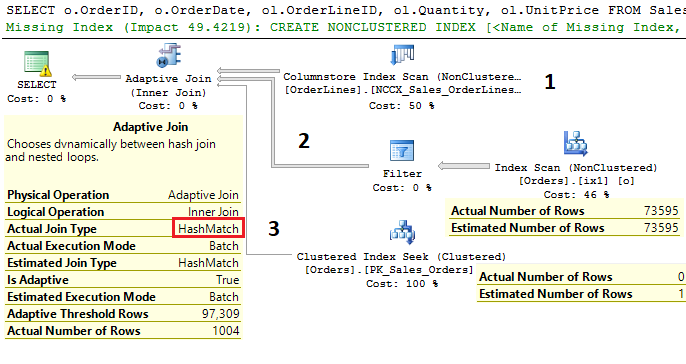 SELECT o.OrderID, o.OrderDate, ol.OrderLineID, ol.Quantity, ol.UnitPrice FROM Sales
Missing Index (Impact 49.4219): CREATE NONCLUSTERED INDEX [<Name of Missing Index,
SELECT
Cost: 0 %
Adaptive Join
(Inner Join)
Cost: 0 %
Columnstore Index Scan (NonClustere…
[OrderLines].[NCCX_Sales_OrderLines…
Cost: 50 %
1
2
Filter
Cost: 0 %
Index Scan (NonClustered)
[Orders].[ix1] [o]
Cost: 46 %
Actual Number of Rows 73595
Estimated Number of Rows 73595
3
Clustered Index Seek (Clustered)
[Orders].[PK_Sales_Orders]
Cost: 100 %
Actual Number of Rows 0
Estimated Number of Rows 1
Adaptive Join
Chooses dynamically between hash join
and nested loops.
Physical Operation Adaptive Join
Logical Operation Inner Join
Actual Join Type HashMatch
Actual Execution Mode Batch
Estimated Join Type HashMatch
Is Adaptive True
Estimated Execution Mode Batch
Adaptive Threshold Rows 97,309
Actual Number of Rows 1004